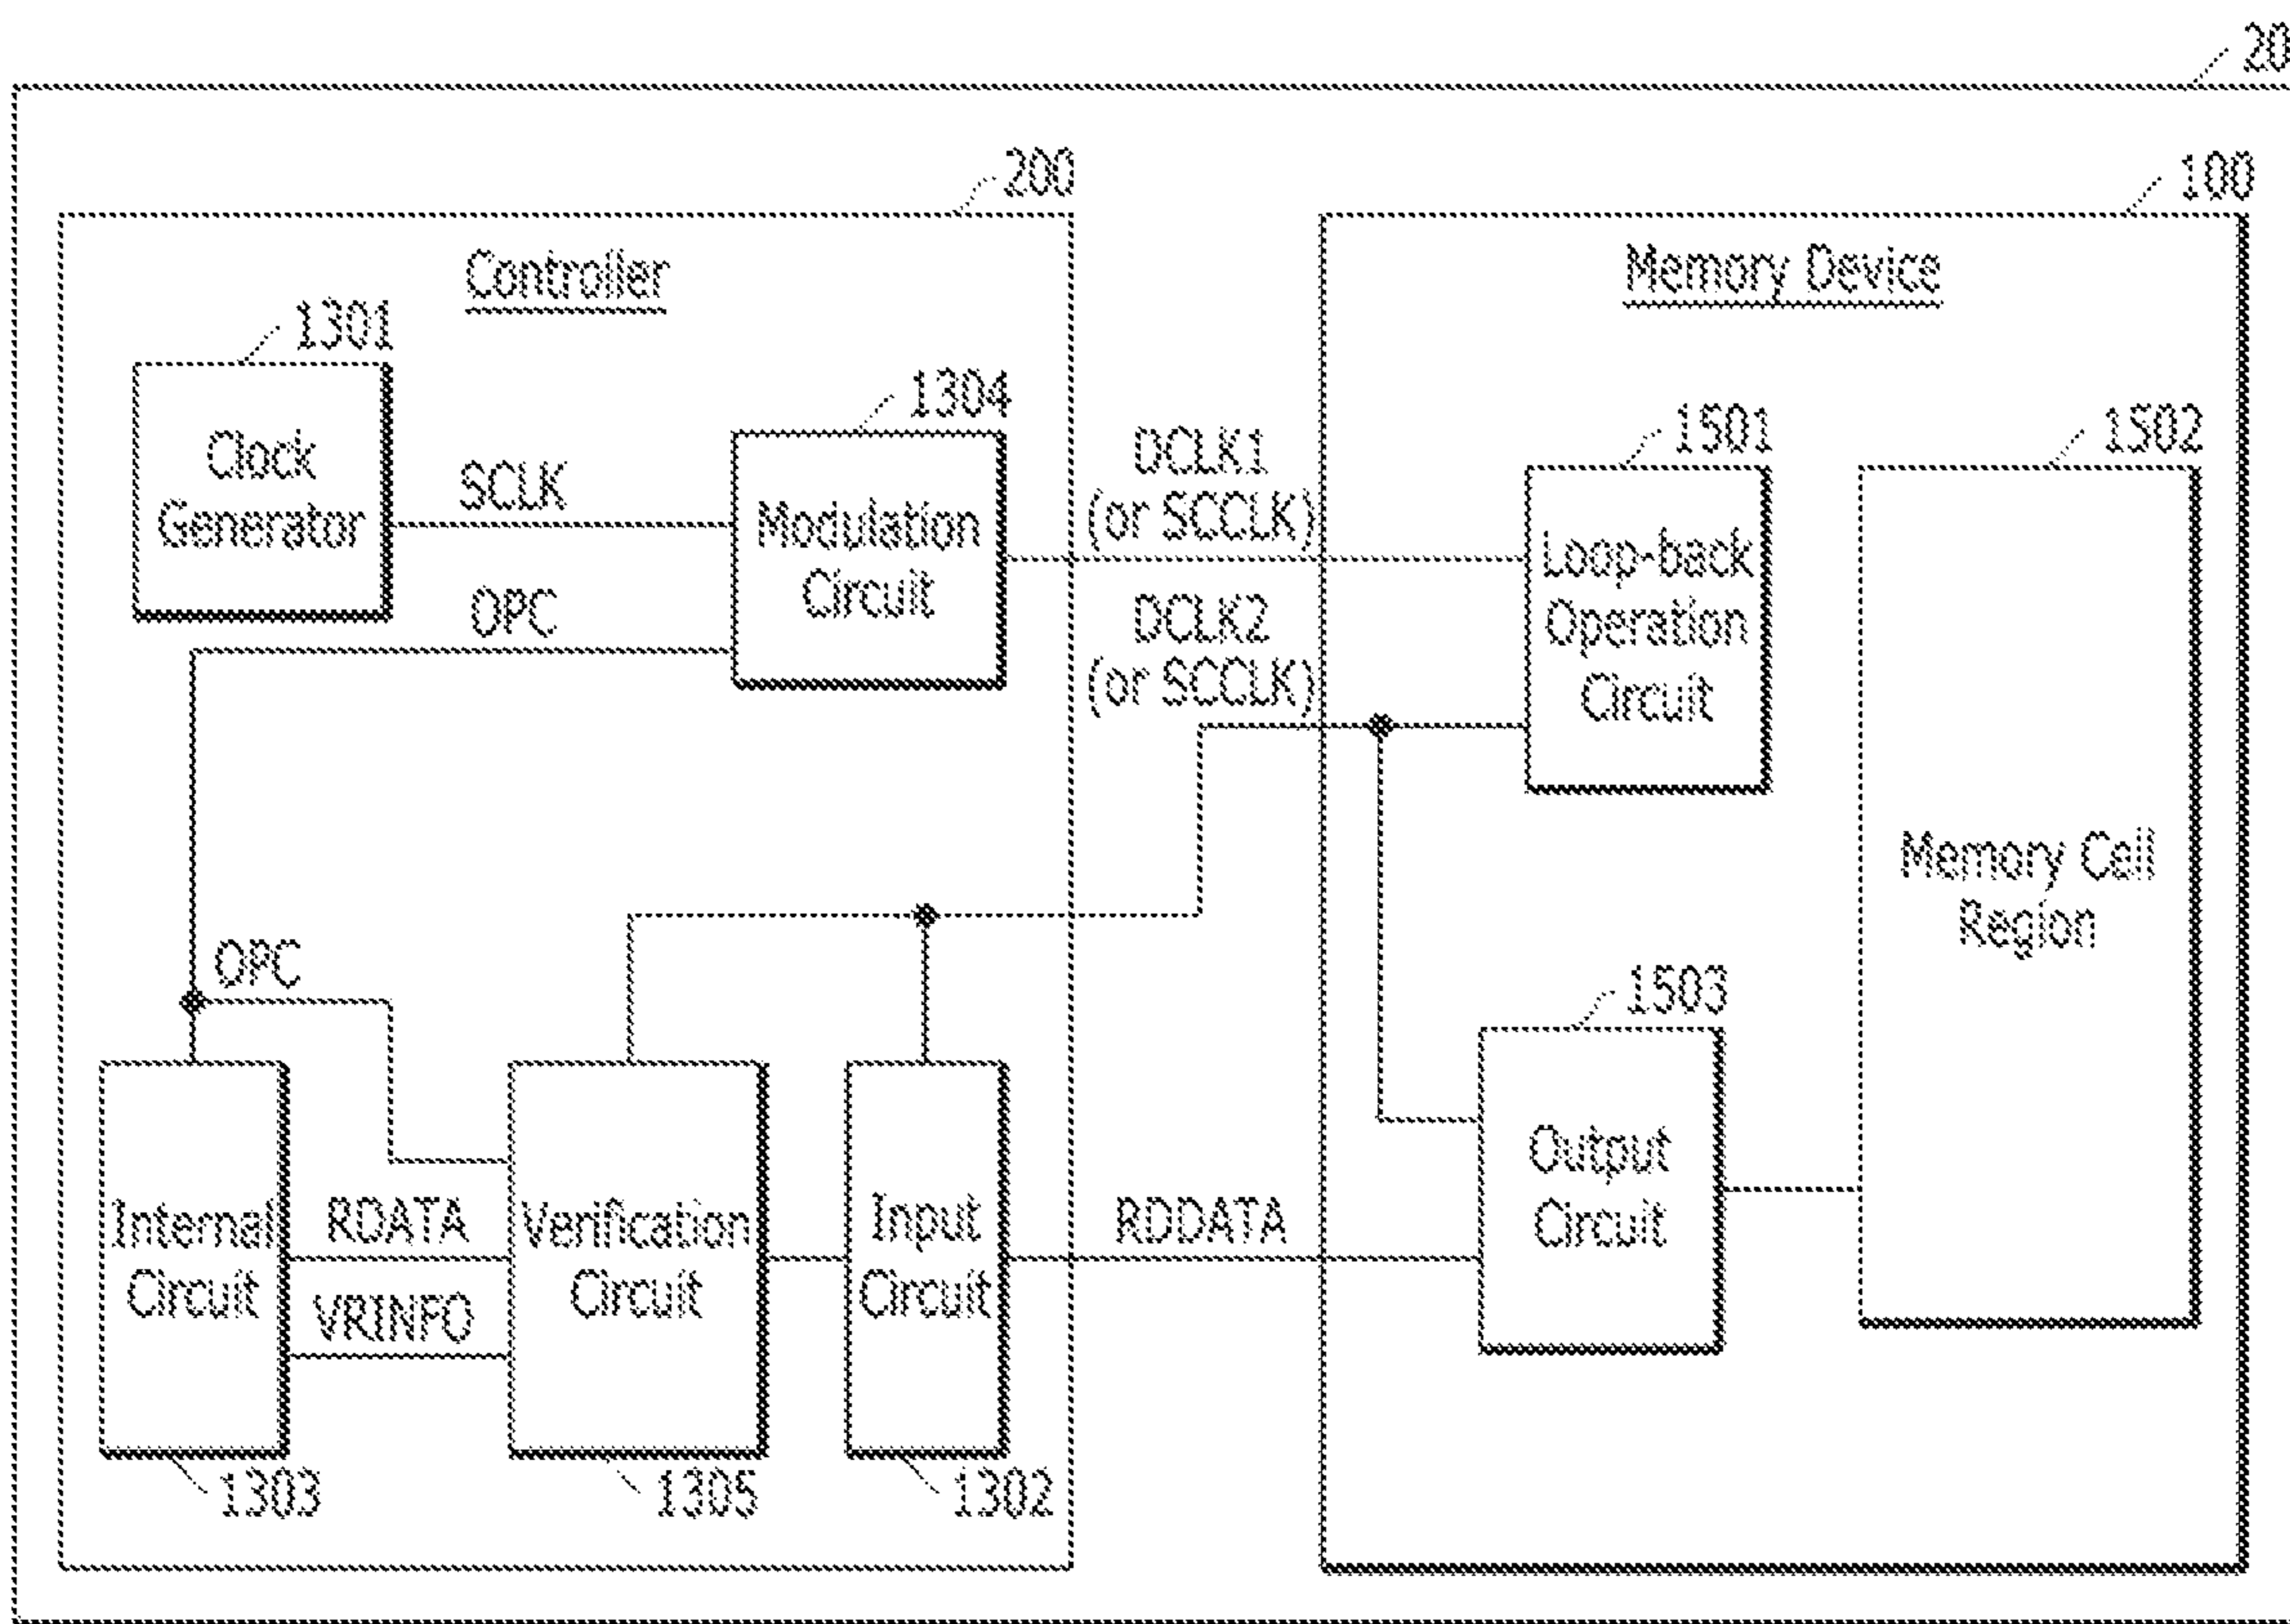 20
200
100
Controller
Memory Device
1301
1304
1501
1502
Clock
Generator
SCLK
OPC
Modulation
Circuit
DCLK1
(or SCCLK)
DCLK2
(or SCCLK)
Loop-back
Operation
Circuit
Memory Cell
Region
OPC
1503
Internal
Circuit
RDATA
VRINFO
Verification
Circuit
Input
Circuit
RDDATA
Output
Circuit
1303
1305
1302